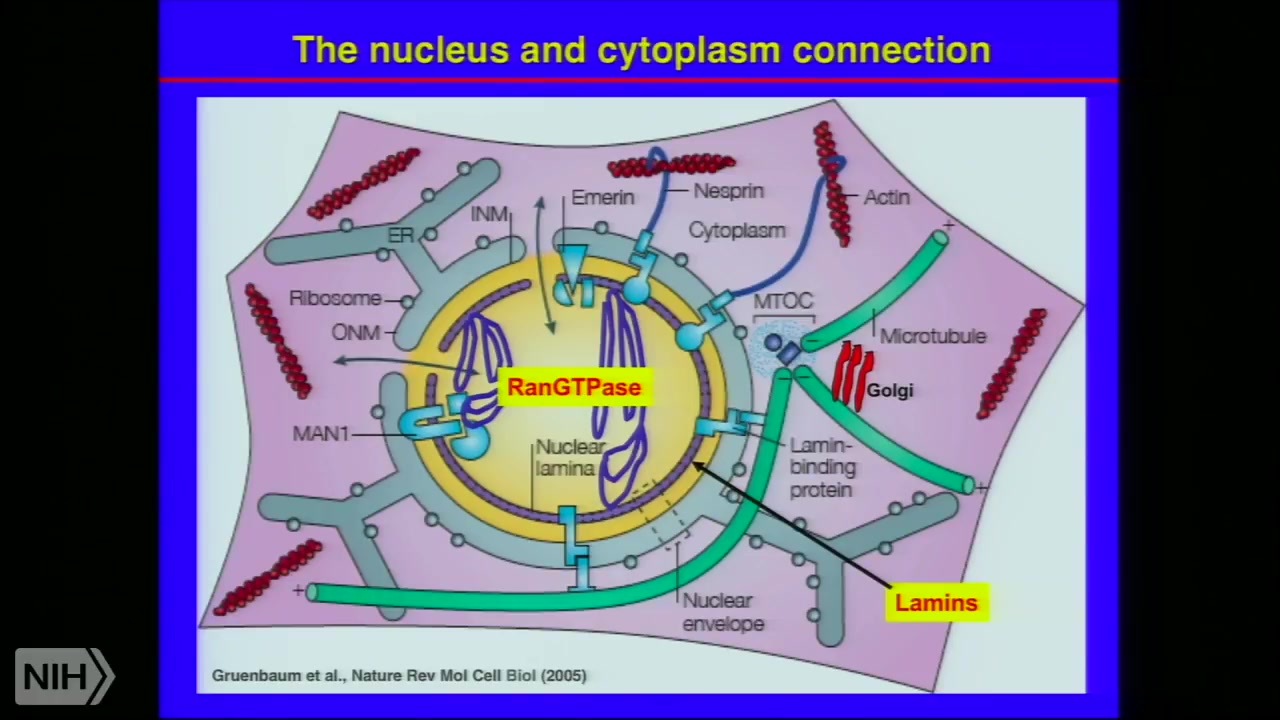 The nucleus and cytoplasm connection
Emerin
Nesprin
Actin
INM
Cytoplasm
ER
+
Ribosome
MTOC
ONM
Microtubule
RanGTPase
Golgi
MAN1
Nuclear
lamina
Lamin-
binding
protein
+
+
Nuclear
envelope
Lamins
Gruenbaum et al., Nature Rev Mol Cell Biol (2005)
NIH